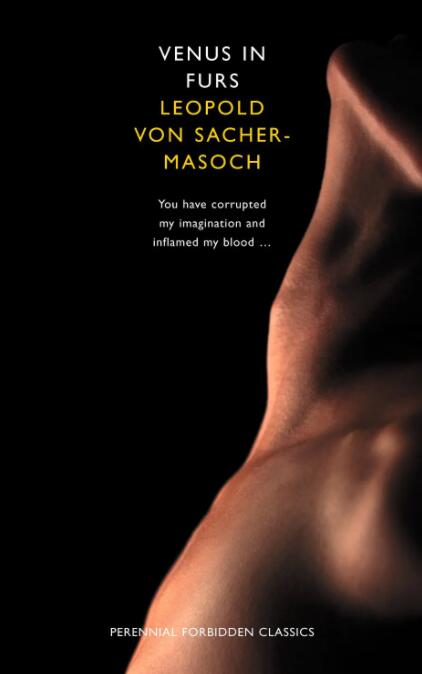 VENUS IN
FURS
LEOPOLD
VON SACHER-
MASOCH
You have corrupted
my imagination and
inflamed my blood ...
PERENNIAL FORBIDDEN CLASSICS